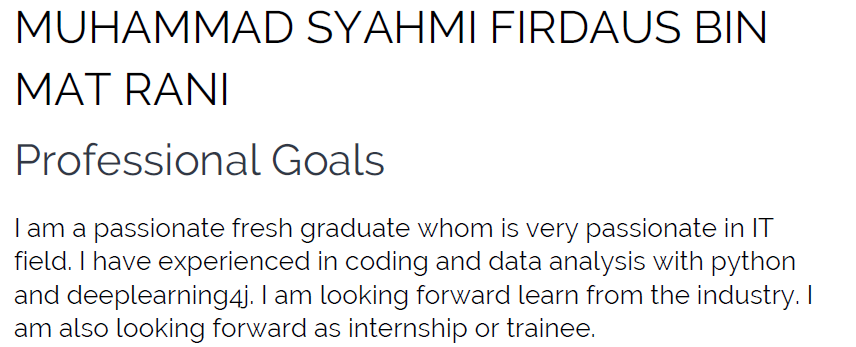 MUHAMMAD SYAHMI FIRDAUS BIN
MAT RANI
Professional Goals
I am a passionate fresh graduate whom is very passionate in IT
field. I have experienced in coding and data analysis with python
and deeplearning4j. I am looking forward learn from the industry. I
am also looking forward as internship or trainee.